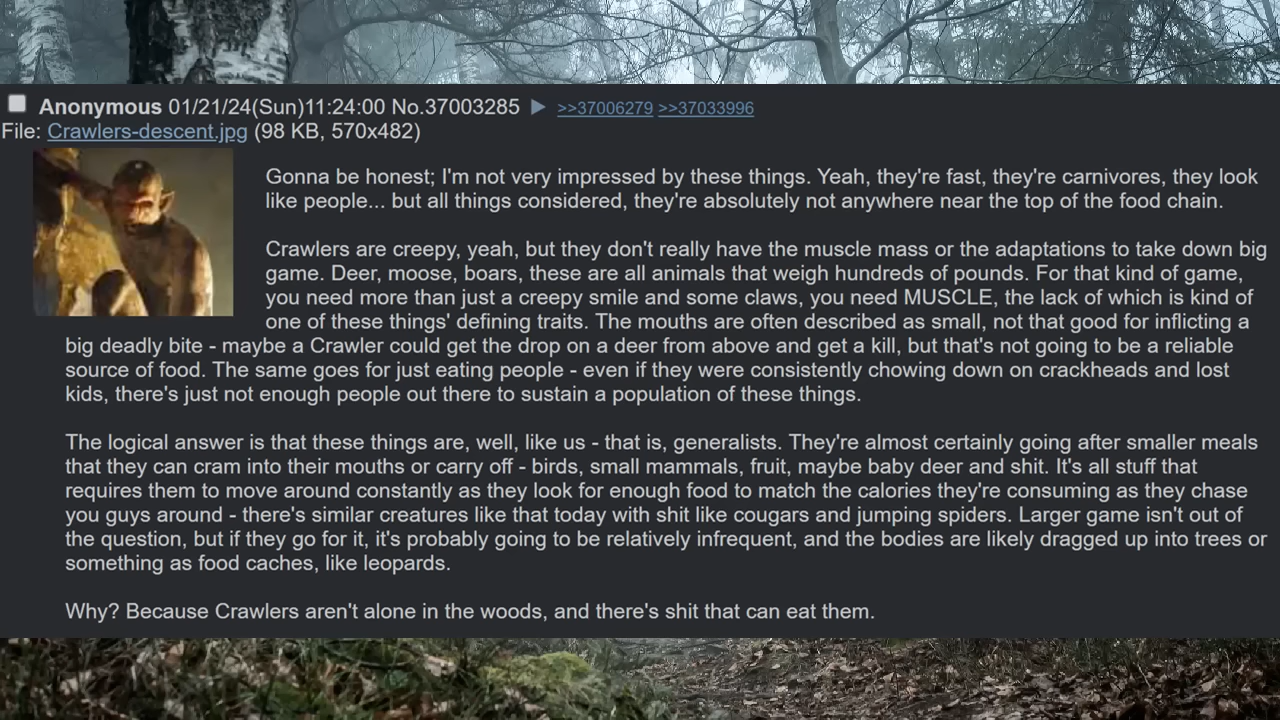 Anonymous 01/21/24(Sun)11:24:00 No.37003285 ▶ >>37006279 >>37033996
File: Crawlers-descent.jpg (98 KB, 570x482)
Gonna be honest; I'm not very impressed by these things. Yeah, they're fast, they're carnivores, they look
like people... but all things considered, they're absolutely not anywhere near the top of the food chain.
Crawlers are creepy, yeah, but they don't really have the muscle mass or the adaptations to take down big
game. Deer, moose, boars, these are all animals that weigh hundreds of pounds. For that kind of game,
you need more than just a creepy smile and some claws, you need MUSCLE, the lack of which is kind of
one of these things' defining traits. The mouths are often described as small, not that good for inflicting a
big deadly bite - maybe a Crawler could get the drop on a deer from above and get a kill, but that's not going to be a reliable
source of food. The same goes for just eating people - even if they were consistently chowing down on crackheads and lost
kids, there's just not enough people out there to sustain a population of these things.
The logical answer is that these things are, well, like us - that is, generalists. They're almost certainly going after smaller meals
that they can cram into their mouths or carry off - birds, small mammals, fruit, maybe baby deer and shit. It's all stuff that
requires them to move around constantly as they look for enough food to match the calories they're consuming as they chase
you guys around - there's similar creatures like that today with shit like cougars and jumping spiders. Larger game isn't out of
the question, but if they go for it, it's probably going to be relatively infrequent, and the bodies are likely dragged up into trees or
something as food caches, like leopards.
Why? Because Crawlers aren't alone in the woods, and there's shit that can eat them.